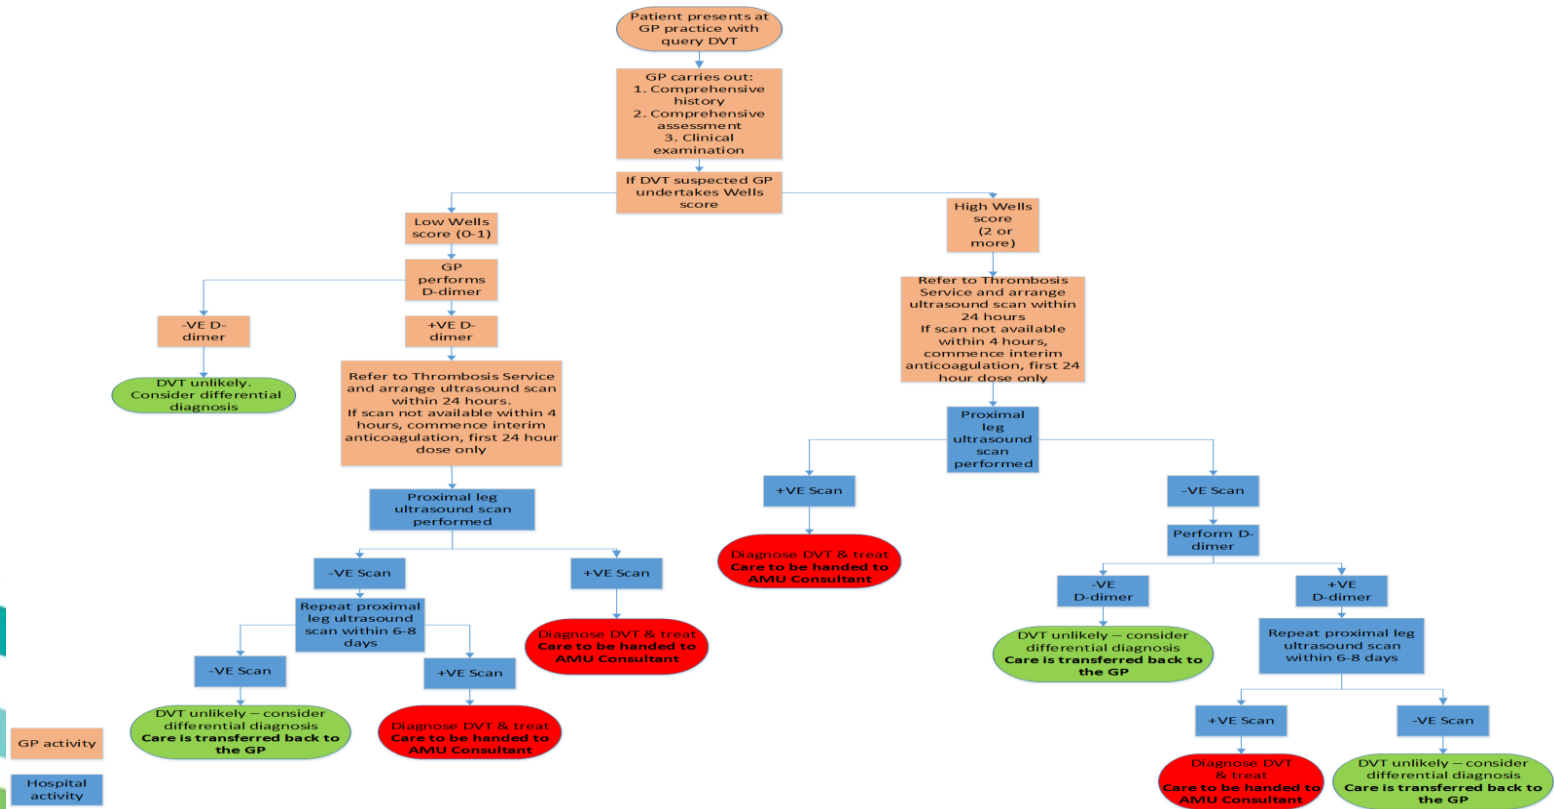 Patient presents at
GP practice with
query DVT
GP carries out:
1. Comprehensive
history
2. Comprehensive
assessment
3. Clinical
examination
If DVT suspected GP
undertakes Wells
score
Low Wells
score (0-1)
High Wells
score
(2 or
more)
GP
performs
D-dimer
-VE D-
dimer
+VE D-
dimer
DVT unlikely.
Consider differential
diagnosis
Refer to Thrombosis Service
and arrange ultrasound scan
within 24 hours.
If scan not available within 4
hours, commence interim
anticoagulation, first 24 hour
dose only
Refer to Thrombosis
Service and arrange
ultrasound scan within
24 hours
If scan not available
within 4 hours,
commence interim
anticoagulation, first 24
hour dose only
Proximal leg
ultrasound scan
performed
-VE Scan
+VE Scan
Repeat proximal
leg ultrasound
scan within 6-8
days
Diagnose DVT & treat
Care to be handed to
AMU Consultant
-VE Scan
+VE Scan
DVT unlikely – consider
differential diagnosis
Care is transferred back to
the GP
Diagnose DVT & treat
Care to be handed to
AMU Consultant
Proximal
leg
ultrasound
scan
performed
+VE Scan
-VE Scan
Diagnose DVT & treat
Care to be handed to
AMU Consultant
Perform D-
dimer
-VE
D-dimer
+VE
D-dimer
DVT unlikely – consider
differential diagnosis
Care is transferred back to
the GP
Repeat proximal leg
ultrasound scan
within 6-8 days
+VE Scan
-VE Scan
Diagnose DVT
& treat
Care to be handed to
AMU Consultant
DVT unlikely – consider
differential diagnosis
Care is transferred back to
the GP
GP activity
Hospital
activity